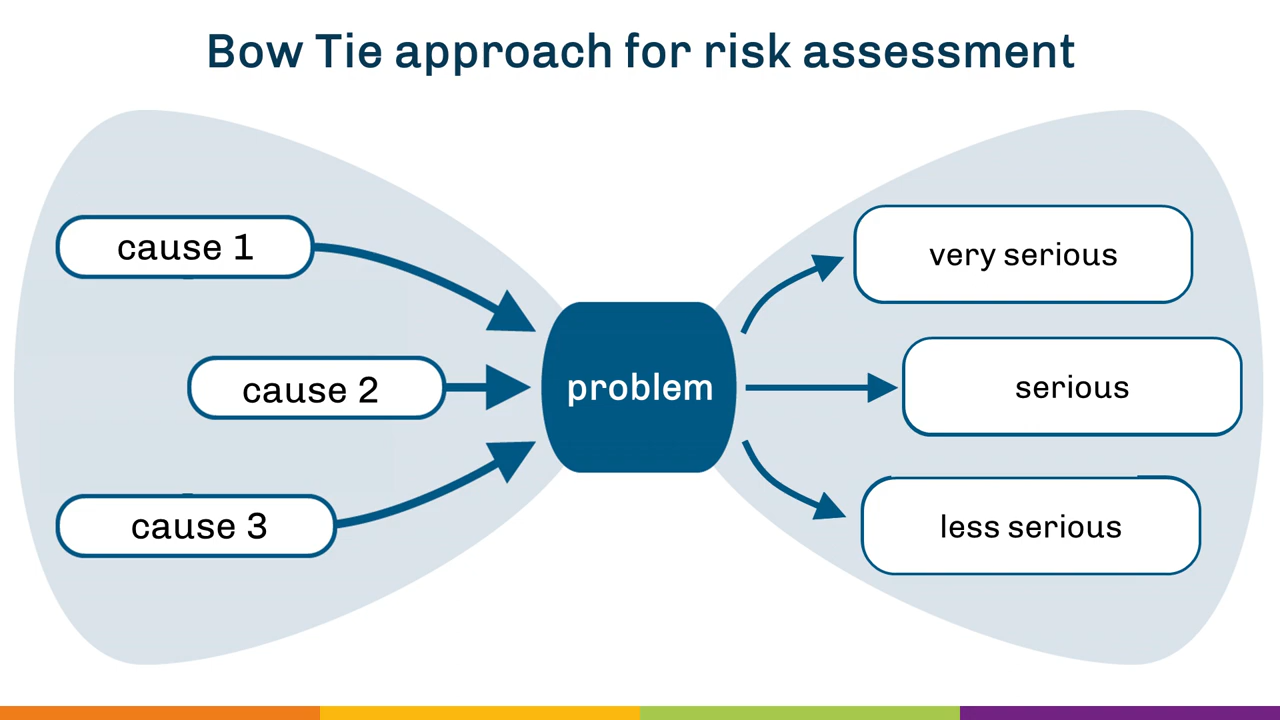 Bow Tie approach for risk assessment
cause 1
cause 2
cause 3
problem
very serious
serious
less serious